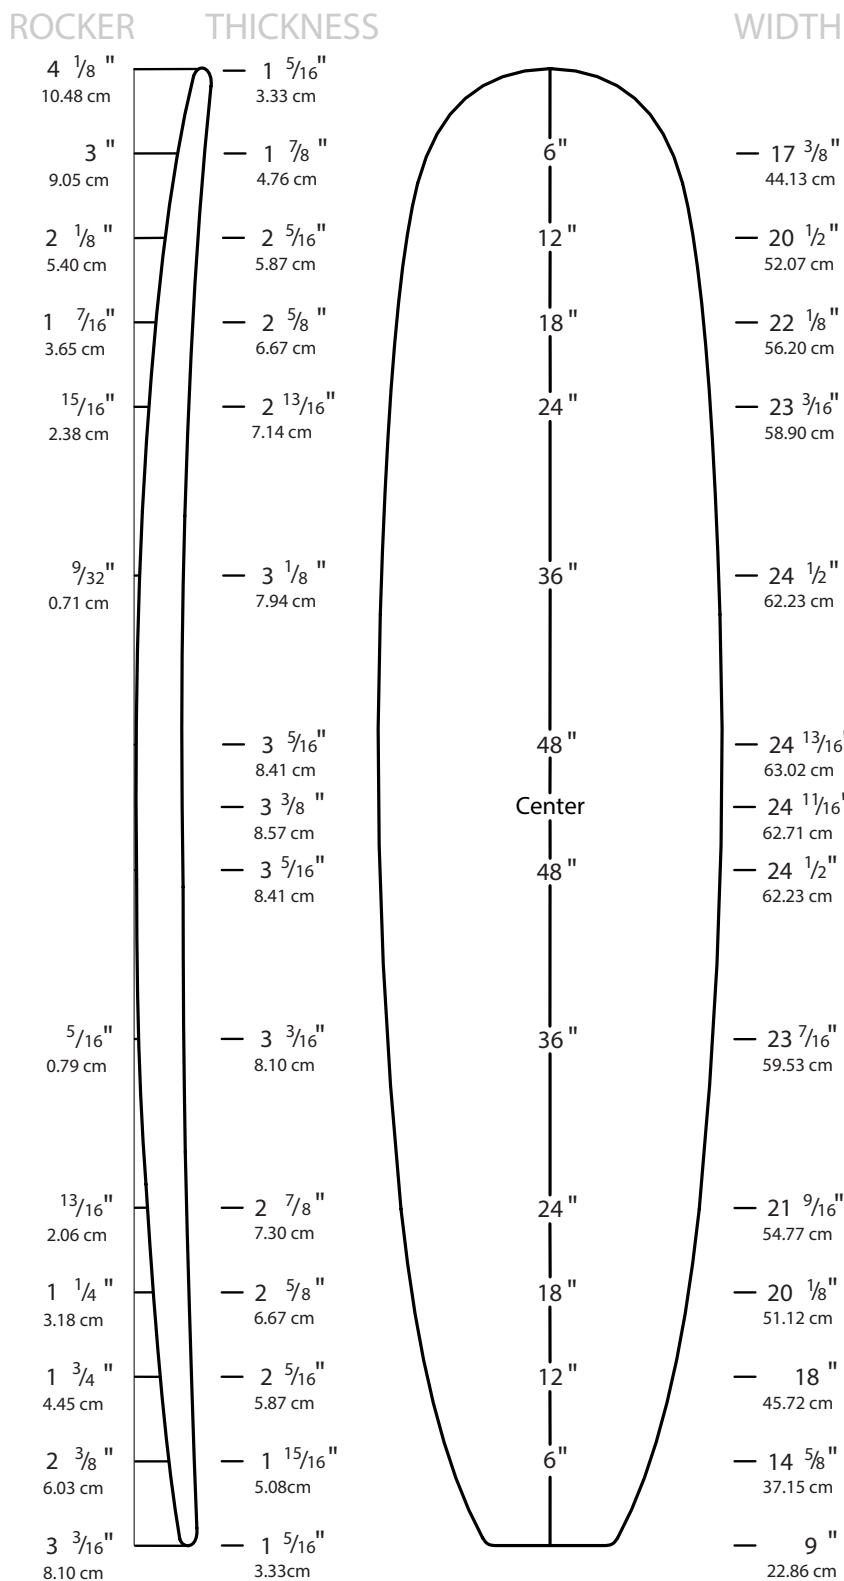 ROCKER THICKNESS WIDTH
4 1/8 " 1 5/16"
10.48 cm 3.33 cm
3 " 1 7/8 " 6" 17 3/8"
9.05 cm 4.76 cm 44.13 cm
2 1/8 " 2 5/16" 12" 20 1/2"
5.40 cm 5.87 cm 52.07 cm
1 7/16" 2 5/8 " 18" 22 1/8"
3.65 cm 6.67 cm 56.20 cm
15/16" 2 13/16" 24" 23 3/16"
2.38 cm 7.14 cm 58.90 cm
9/32" 3 1/8 " 36 " 24 1/2"
0.71 cm 7.94 cm 62.23 cm
3 5/16" 48 " 24 13/16"
8.41 cm 63.02 cm
3 3/8 " Center 24 11/16"
8.57 cm 62.71 cm
3 5/16" 48 " 24 1/2"
8.41 cm 62.23 cm
5/16" 3 3/16" 36 " 23 7/16"
0.79 cm 8.10 cm 59.53 cm
13/16" 2 7/8 " 24 " 21 9/16"
2.06 cm 7.30 cm 54.77 cm
1 1/4 " 2 5/8 " 18 " 20 1/8"
3.18 cm 6.67 cm 51.12 cm
1 3/4 " 2 5/16" 12 " 18 "
4.45 cm 5.87 cm 45.72 cm
2 3/8 " 1 15/16" 6" 14 5/8"
6.03 cm 5.08cm 37.15 cm
3 3/16" 1 5/16" 9 "
8.10 cm 3.33cm 22.86 cm